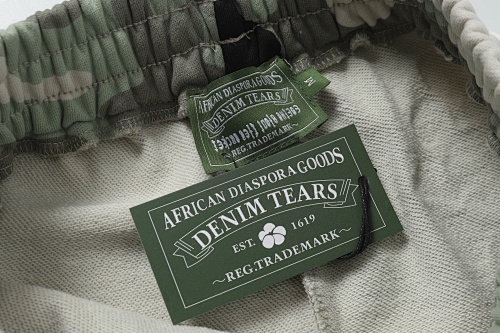 AFRICAN DIASPORA GOODS
DENIM TEARS
~REG.TRADEMARK~
M
AFRICAN DIASPORA GOODS
DENIM TEARS
EST. 1619
~REG.TRADEMARK~